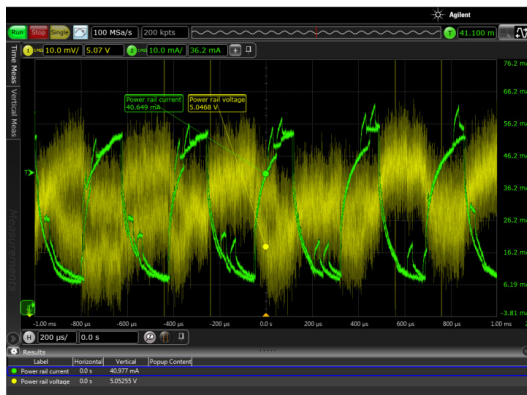 Agilent
Run Stop Single 100 MSa/s 200 kpts T 41.100 m
1 10.0 mV/ 5.07 V 2 10.0 mA/ 36.2 mA +
Time Meas
Vertical Meas
Measurements
76.2 m
66.2 m
56.2 m
46.2 m
36.2 m
26.2 m
16.2 m
6.19 m
-3.81 m
Power rail current
40.649 mA
Power rail voltage
5.0468 V
T
-1.00 ms -800 µs -600 µs -400 µs -200 µs 0.0 s 200 µs 400 µs 600 µs 800 µs 1.00 ms
H 200 µs/ 0.0 s
Results
Label Horizontal Vertical Popup Content
Power rail current 0.0 s 40.977 mA
Power rail voltage 0.0 s 5.05255 V